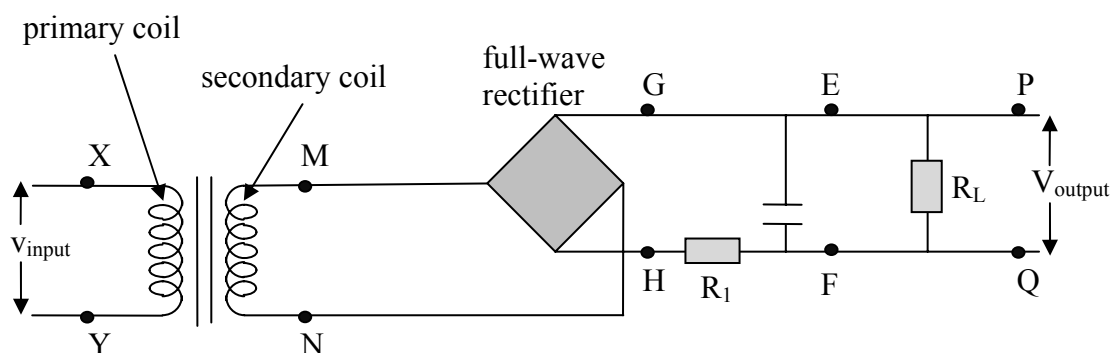 primary coil
secondary coil
full-wave
rectifier
G
E
P
X
M
v_input
R_L
V_output
H
R_1
F
Q
Y
N